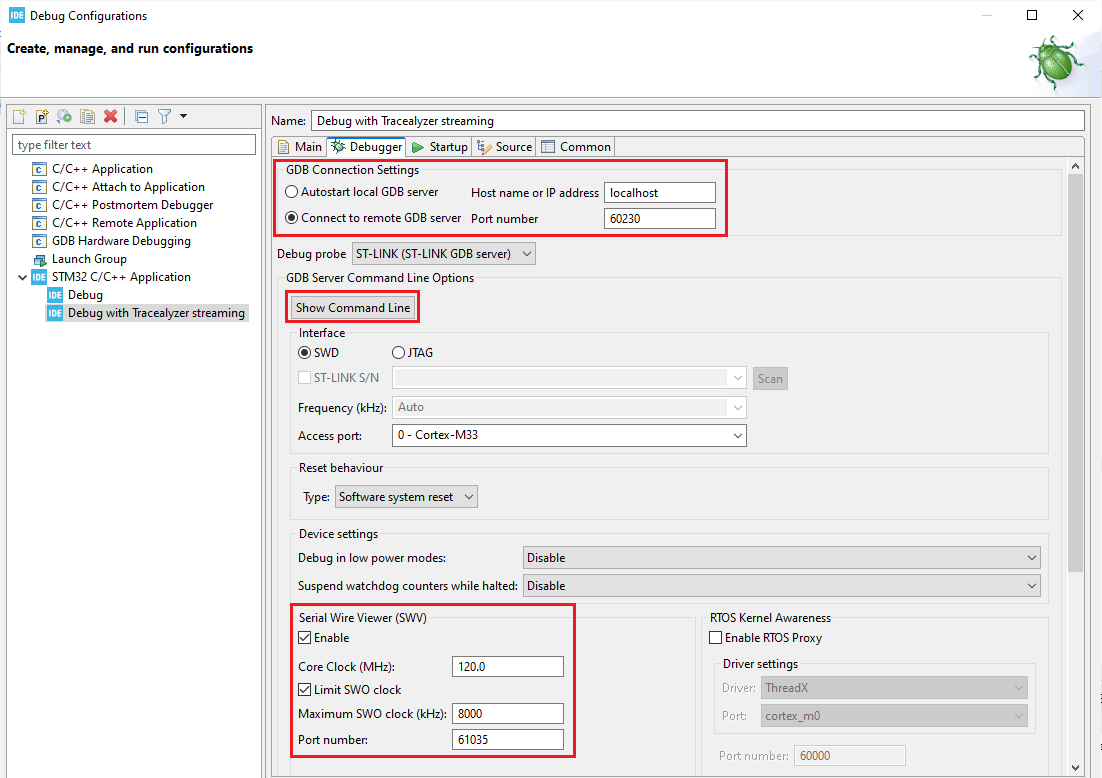 IDE Debug Configurations
Create, manage, and run configurations
Name: Debug with Tracealyzer streaming
type filter text
C/C++ Application
C/C++ Attach to Application
C/C++ Postmortem Debugger
C/C++ Remote Application
GDB Hardware Debugging
Launch Group
IDE STM32 C/C++ Application
IDE Debug
IDE Debug with Tracealyzer streaming
Main Debugger Startup Source Common
GDB Connection Settings
Autostart local GDB server Host name or IP address localhost
Connect to remote GDB server Port number 60230
Debug probe ST-LINK (ST-LINK GDB server)
GDB Server Command Line Options
Show Command Line
Interface
SWD JTAG
ST-LINK S/N Scan
Frequency (kHz): Auto
Access port: 0 - Cortex-M33
Reset behaviour
Type: Software system reset
Device settings
Debug in low power modes: Disable
Suspend watchdog counters while halted: Disable
Serial Wire Viewer (SWV)
Enable
Core Clock (MHz): 120.0
Limit SWO clock
Maximum SWO clock (kHz): 8000
Port number: 61035
RTOS Kernel Awareness
Enable RTOS Proxy
Driver settings
Driver: ThreadX
Port: cortex_m0
Port number: 60000